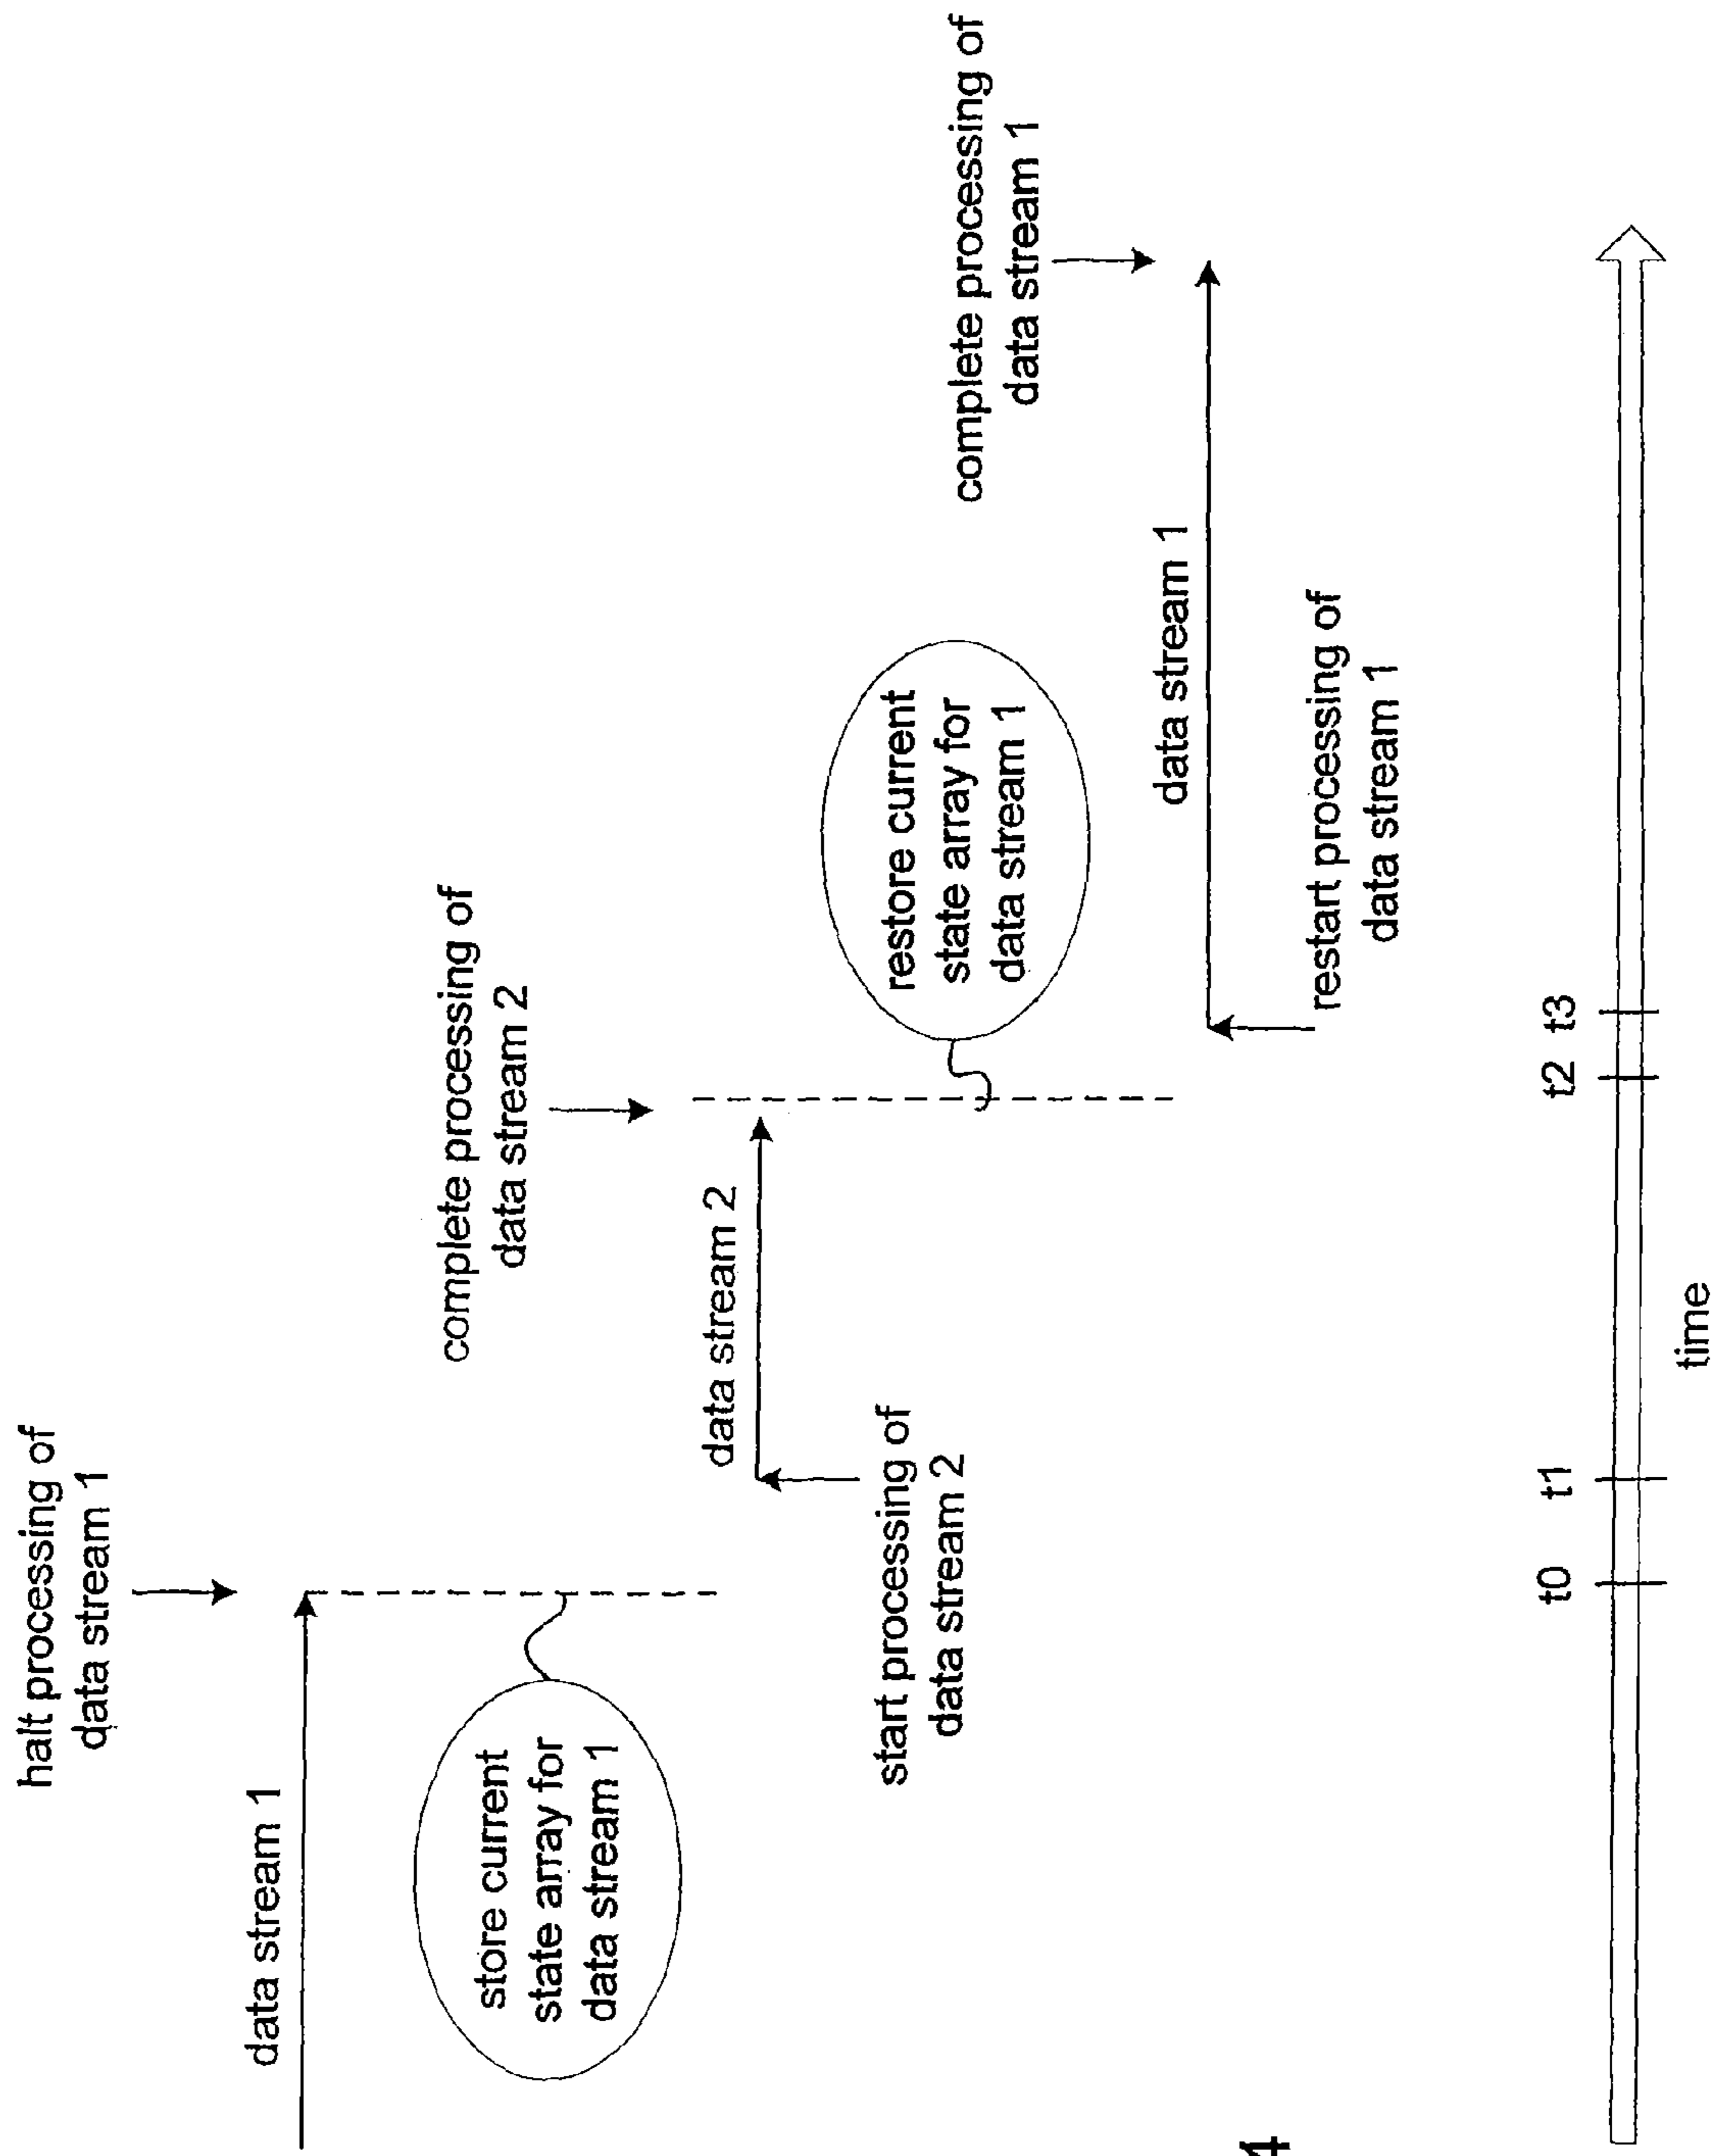 halt processing of
data stream 1
data stream 1
store current
state array for
data stream 1
complete processing of
data stream 2
data stream 2
start processing of
data stream 2
restore current
state array for
data stream 1
complete processing of
data stream 1
data stream 1
restart processing of
data stream 1
t0
t1
t2
t3
time